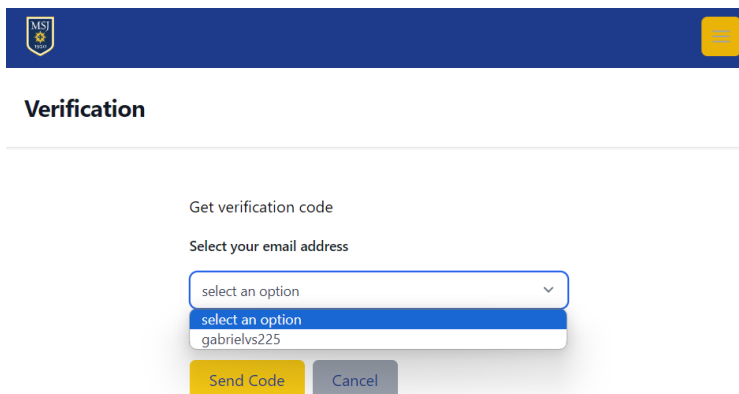 MSJ
1920
Verification
Get verification code
Select your email address
select an option
select an option
gabrielvs225
Send Code
Cancel